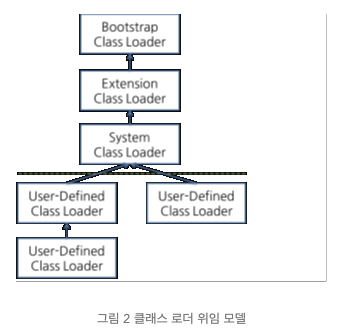 Bootstrap
Class Loader
Extension
Class Loader
System
Class Loader
User-Defined
Class Loader
User-Defined
Class Loader
User-Defined
Class Loader
그림 2 클래스 로더 위임 모델